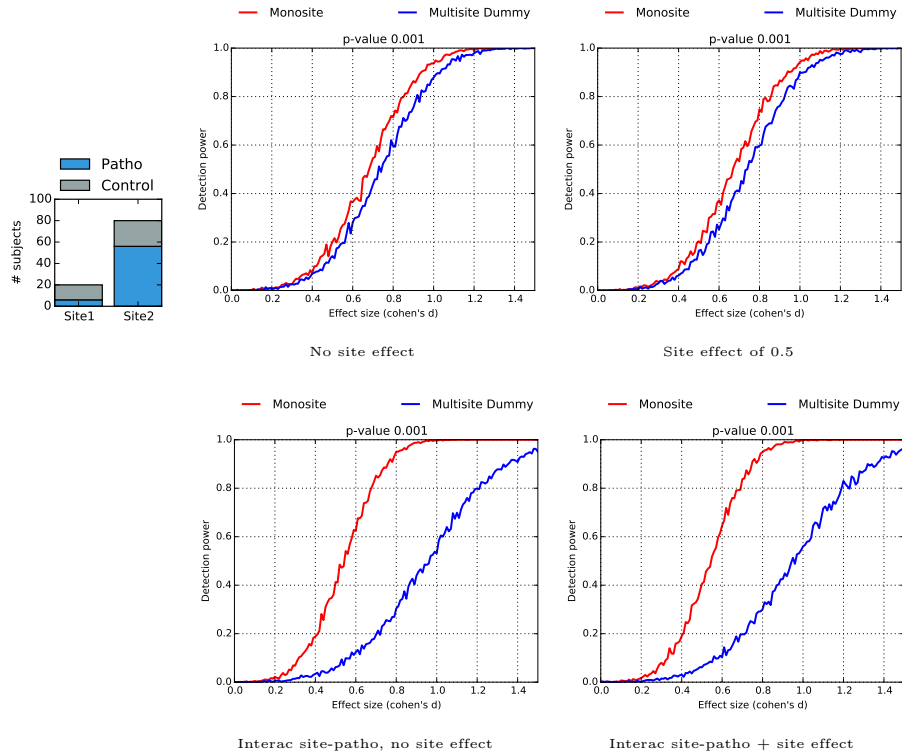 Patho
Control
# subjects
100
80
60
40
20
0
Site1
Site2
Monosite
Multisite Dummy
p-value 0.001
Detection power
1.0
0.8
0.6
0.4
0.2
0.0
0.0 0.2 0.4 0.6 0.8 1.0 1.2 1.4
Effect size (cohen's d)
No site effect
Monosite
Multisite Dummy
p-value 0.001
Detection power
1.0
0.8
0.6
0.4
0.2
0.0
0.0 0.2 0.4 0.6 0.8 1.0 1.2 1.4
Effect size (cohen's d)
Site effect of 0.5
Monosite
Multisite Dummy
p-value 0.001
Detection power
1.0
0.8
0.6
0.4
0.2
0.0
0.0 0.2 0.4 0.6 0.8 1.0 1.2 1.4
Effect size (cohen's d)
Interac site-patho, no site effect
Monosite
Multisite Dummy
p-value 0.001
Detection power
1.0
0.8
0.6
0.4
0.2
0.0
0.0 0.2 0.4 0.6 0.8 1.0 1.2 1.4
Effect size (cohen's d)
Interac site-patho + site effect